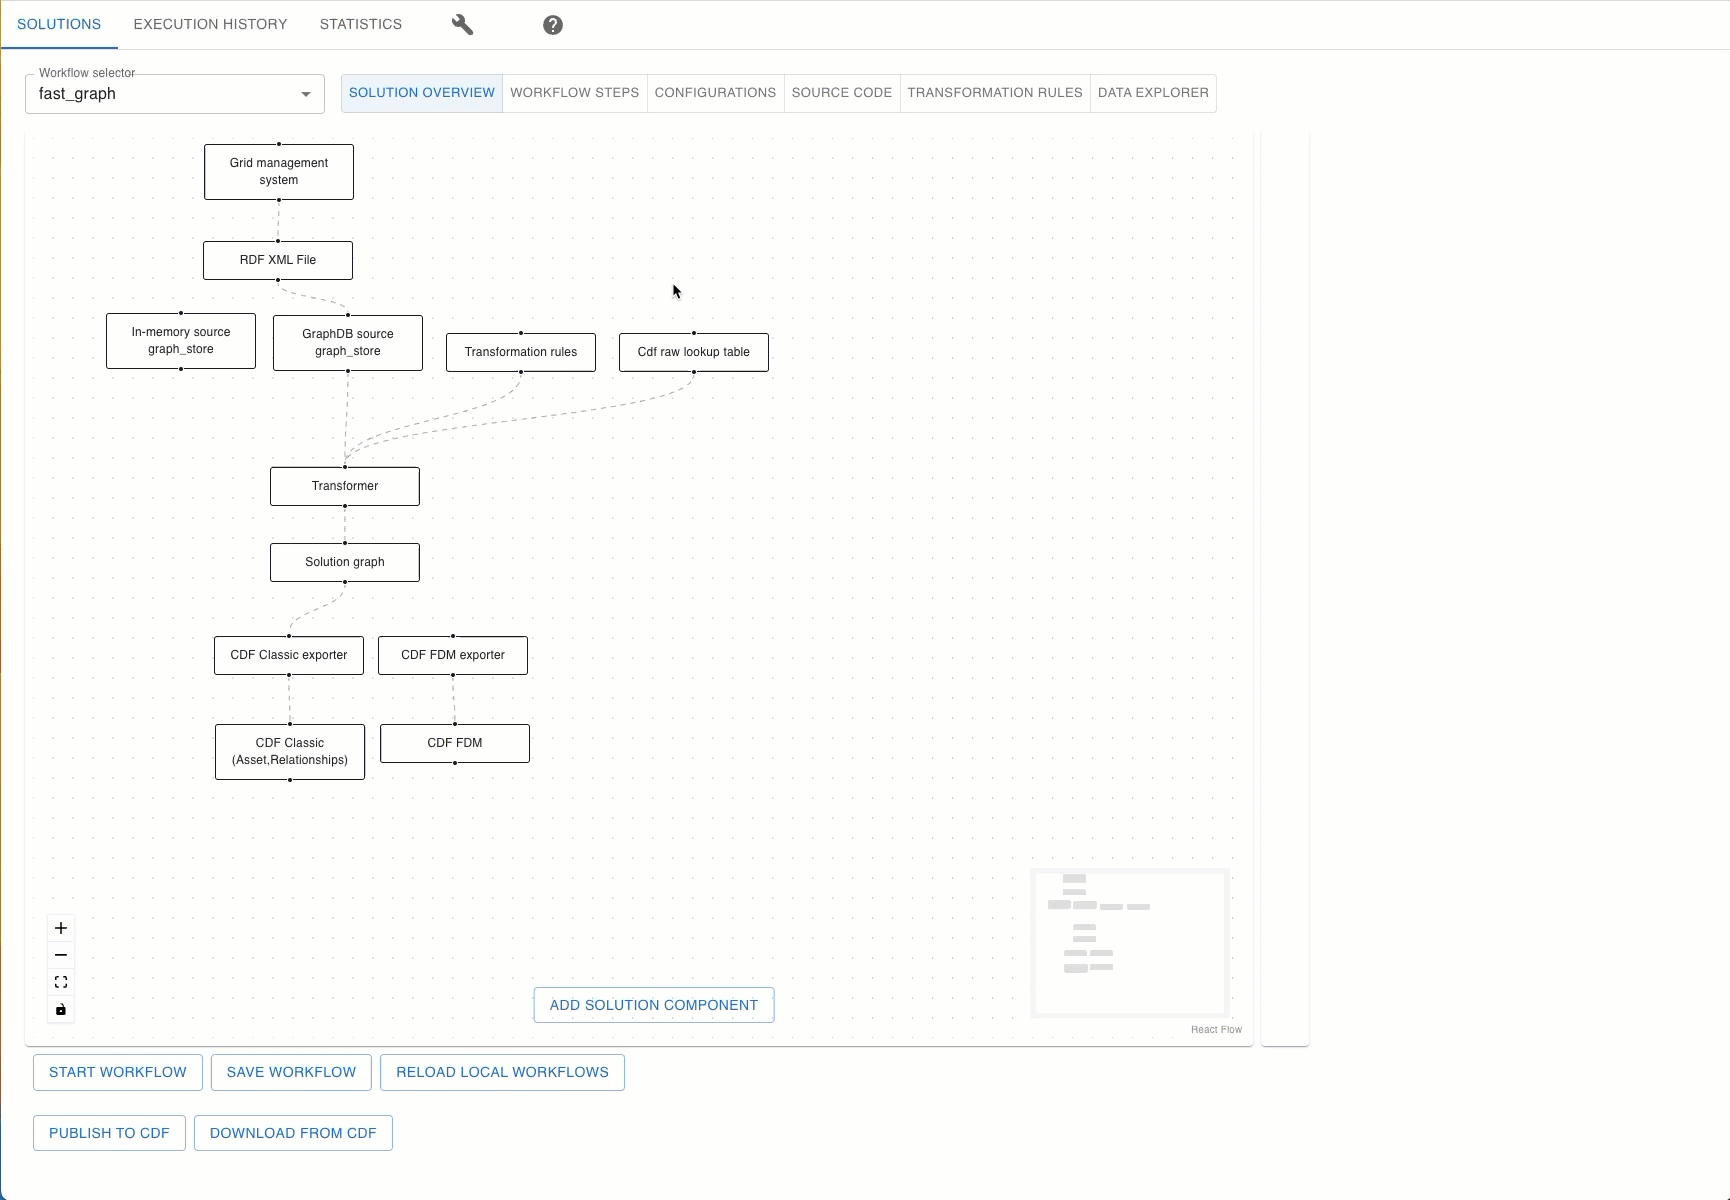 SOLUTIONS
EXECUTION HISTORY
STATISTICS
Workflow selector
fast_graph
SOLUTION OVERVIEW
WORKFLOW STEPS
CONFIGURATIONS
SOURCE CODE
TRANSFORMATION RULES
DATA EXPLORER
Grid management
system
RDF XML File
In-memory source
graph_store
GraphDB source
graph_store
Transformation rules
Cdf raw lookup table
Transformer
Solution graph
CDF Classic exporter
CDF FDM exporter
CDF Classic
(Asset,Relationships)
CDF FDM
ADD SOLUTION COMPONENT
React Flow
START WORKFLOW
SAVE WORKFLOW
RELOAD LOCAL WORKFLOWS
PUBLISH TO CDF
DOWNLOAD FROM CDF